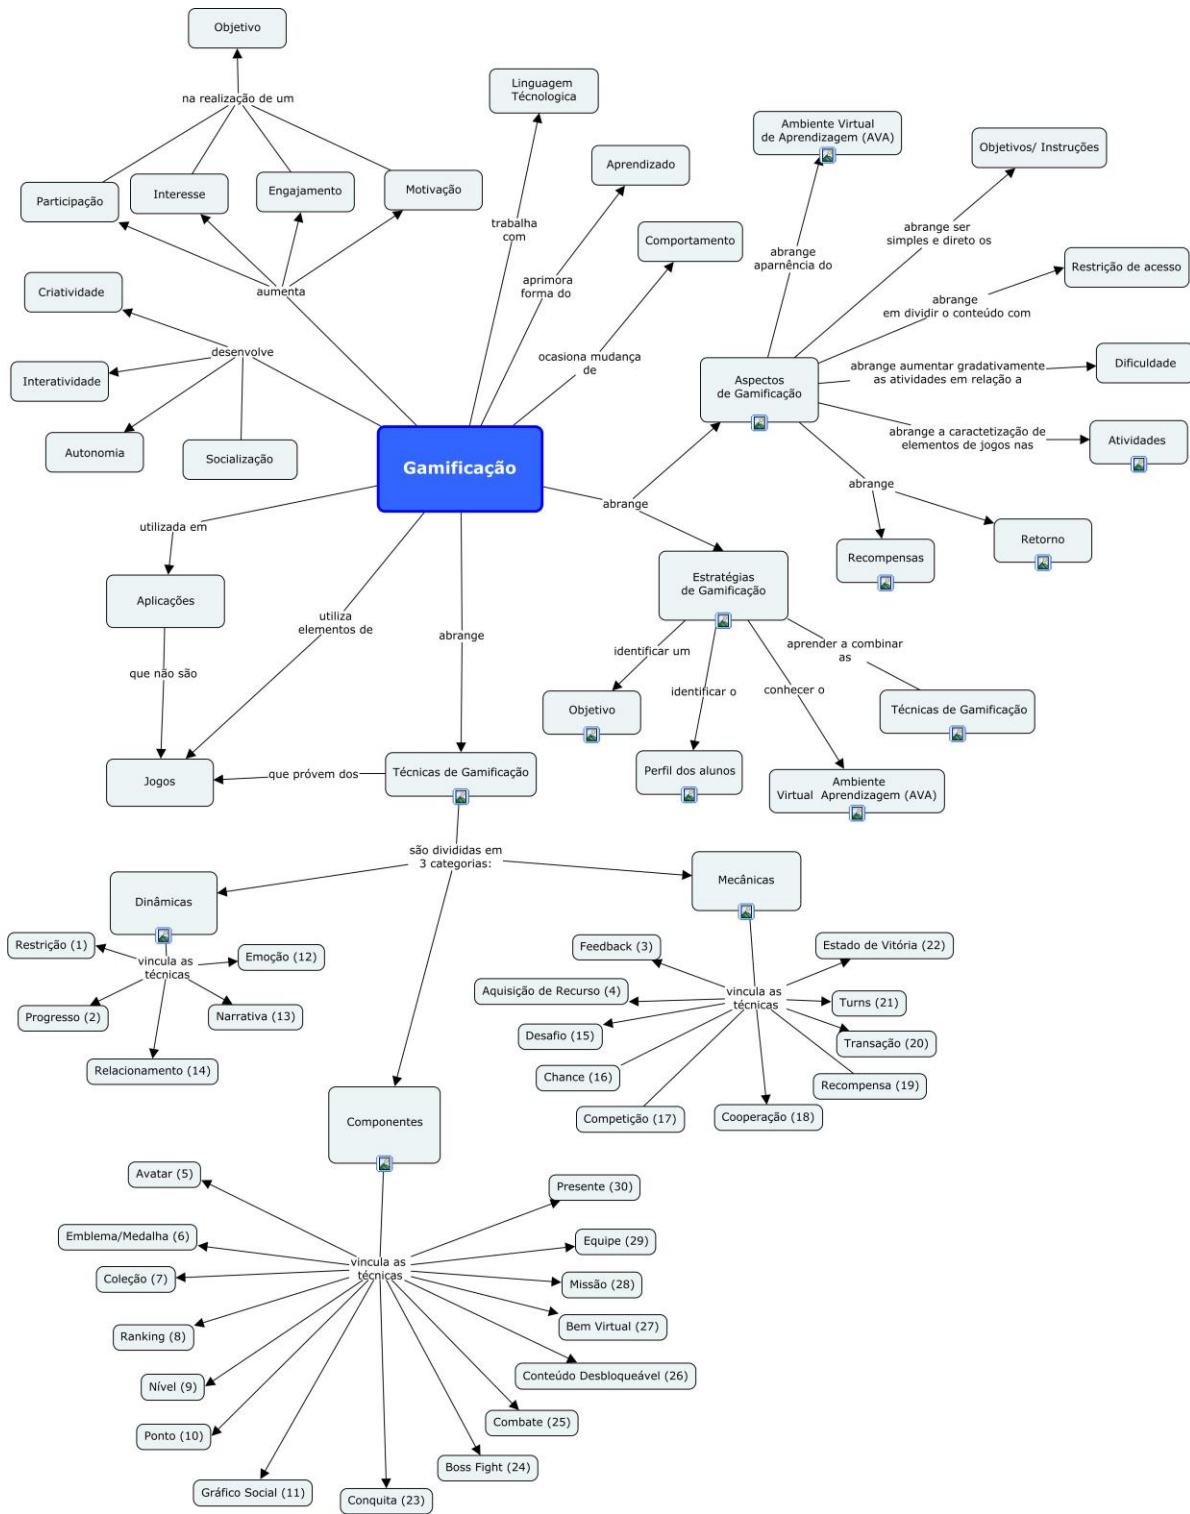 Objetivo
na realização de um
Participação
Interesse
Engajamento
Motivação
aumenta
Linguagem
Técnologica
trabalha
com
Aprendizado
aprimora
forma do
Comportamento
ocasiona mudança
de
Criatividade
desenvolve
Interatividade
Autonomia
Socialização
Gamificação
Ambiente Virtual
de Aprendizagem (AVA)
abrange
aparnência do
Objetivos/ Instruções
abrange ser
simples e direto os
Restrição de acesso
abrange
em dividir o conteúdo com
Aspectos
de Gamificação
abrange aumentar gradativamente
as atividades em relação a
Dificuldade
abrange a caractetização de
elementos de jogos nas
Atividades
abrange
Recompensas
Retorno
abrange
Estratégias
de Gamificação
identificar um
Objetivo
identificar o
Perfil dos alunos
conhecer o
Ambiente
Virtual Aprendizagem (AVA)
aprender a combinar
as
Técnicas de Gamificação
utilizada em
Aplicações
que não são
utiliza
elementos de
Jogos
abrange
que próvem dos
Técnicas de Gamificação
são divididas em
3 categorias:
Dinâmicas
vincula as
técnicas
Restrição (1)
Emoção (12)
Progresso (2)
Narrativa (13)
Relacionamento (14)
Mecânicas
vincula as
técnicas
Feedback (3)
Estado de Vitória (22)
Aquisição de Recurso (4)
Turns (21)
Desafio (15)
Transação (20)
Chance (16)
Recompensa (19)
Competição (17)
Cooperação (18)
Componentes
vincula as
técnicas
Avatar (5)
Presente (30)
Emblema/Medalha (6)
Equipe (29)
Coleção (7)
Missão (28)
Ranking (8)
Bem Virtual (27)
Nível (9)
Conteúdo Desbloqueável (26)
Ponto (10)
Combate (25)
Gráfico Social (11)
Boss Fight (24)
Conquita (23)